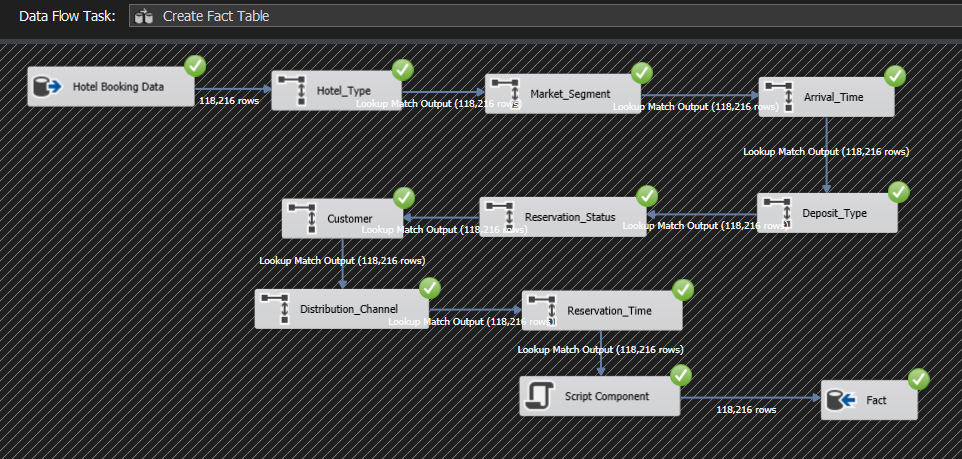 Data Flow Task: Create Fact Table
Hotel Booking Data
118,216 rows
Hotel_Type
Lookup Match Output (118,216 rows)
Market_Segment
Lookup Match Output (118,216 rows)
Arrival_Time
Lookup Match Output (118,216 rows)
Deposit_Type
Lookup Match Output (118,216 rows)
Reservation_Status
Lookup Match Output (118,216 rows)
Customer
Lookup Match Output (118,216 rows)
Distribution_Channel
Lookup Match Output (118,216 rows)
Reservation_Time
Lookup Match Output (118,216 rows)
Script Component
118,216 rows
Fact